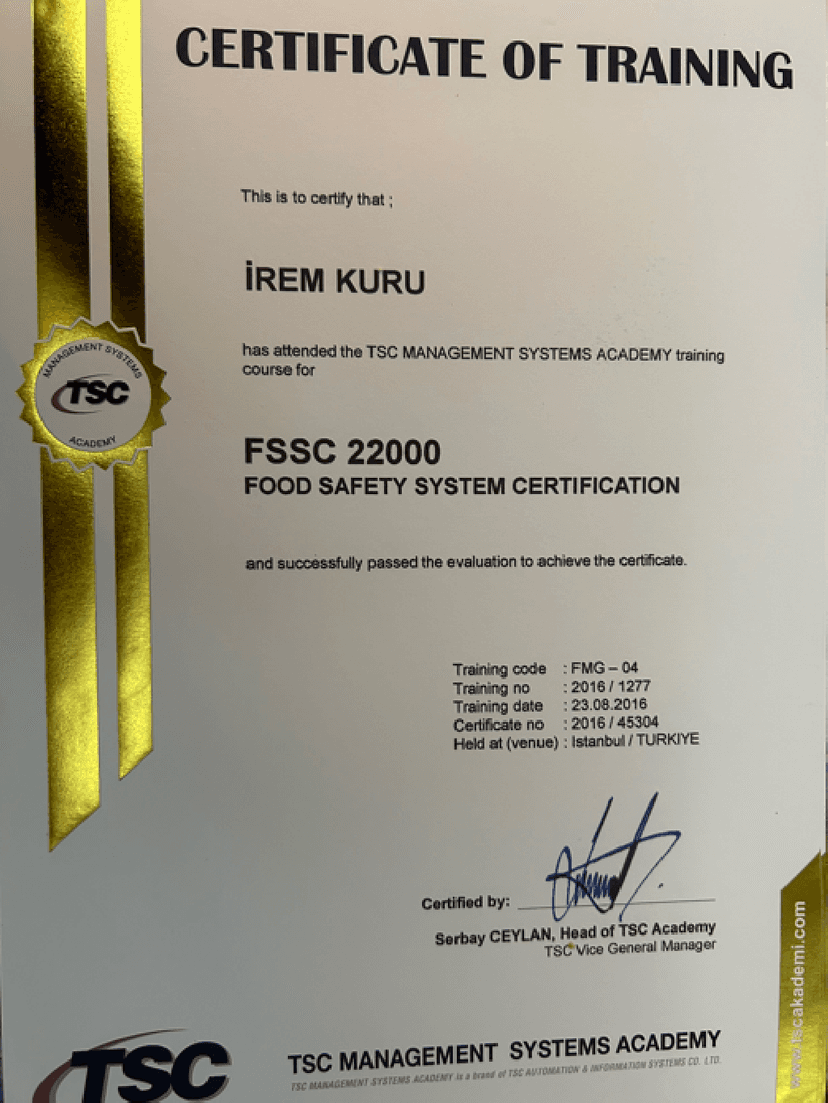 CERTIFICATE OF TRAINING
This is to certify that ;
İREM KURU
has attended the TSC MANAGEMENT SYSTEMS ACADEMY training
course for
MANAGEMENT SYSTEMS
TSC
ACADEMY
FSSC 22000
FOOD SAFETY SYSTEM CERTIFICATION
and successfully passed the evaluation to achieve the certificate.
Training code : FMG – 04
Training no : 2016 / 1277
Training date : 23.08.2016
Certificate no : 2016 / 45304
Held at (venue) : Istanbul / TURKIYE
Certified by:
Serbay CEYLAN, Head of TSC Academy
TSC Vice General Manager
www.tscakademi.com
TSC
TSC MANAGEMENT SYSTEMS ACADEMY
TSC MANAGEMENT SYSTEMS ACADEMY is a brand of TSC AUTOMATION & INFORMATION SYSTEMS CO. LTD.